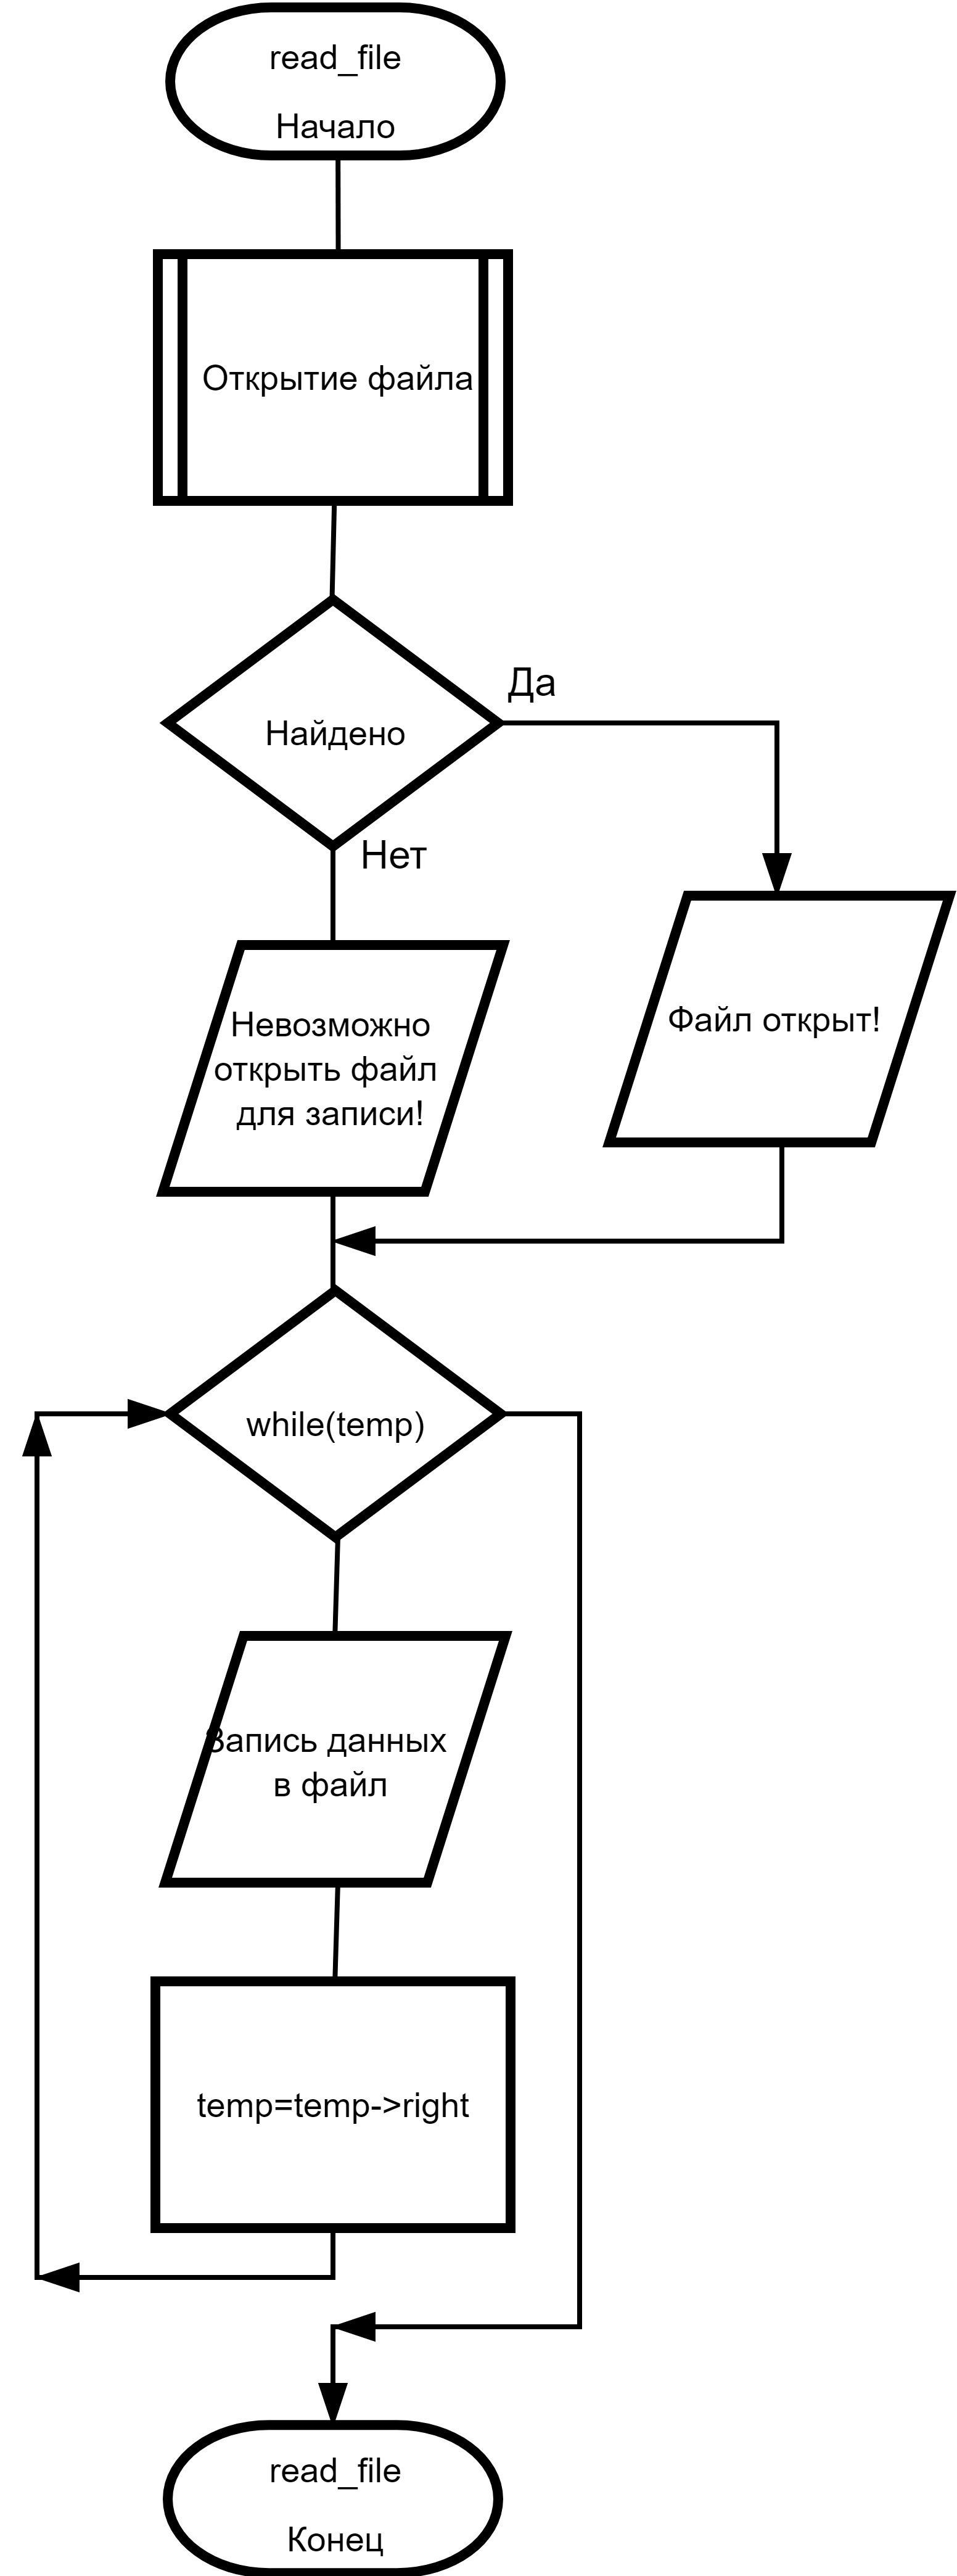 read_file
Начало
Открытие файла
Найдено
Да
Нет
Невозможно
открыть файл
для записи!
Файл открыт!
while(temp)
Запись данных
в файл
temp=temp->right
read_file
Конец